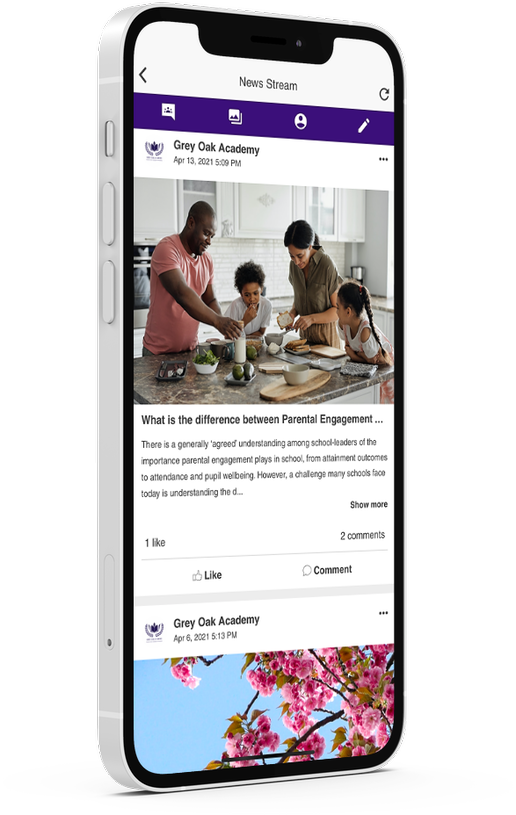 News Stream
Grey Oak Academy
Apr 13, 2021 5:09 PM
What is the difference between Parental Engagement ...
There is a generally 'agreed' understanding among school-leaders of the
importance parental engagement plays in school, from attainment outcomes
to attendance and pupil wellbeing. However, a challenge many schools face
today is understanding the d...
Show more
1 like
2 comments
Like
Comment
Grey Oak Academy
Apr 6, 2021 5:13 PM